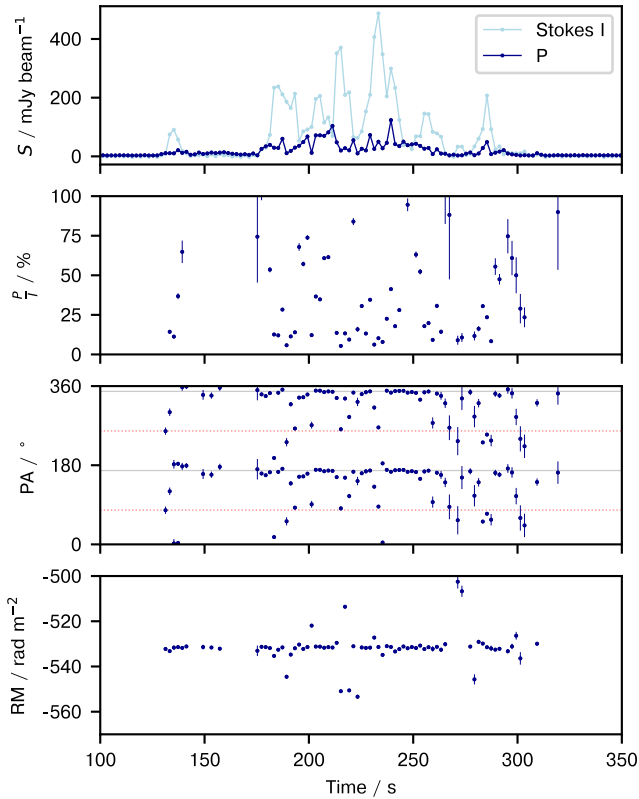 400
200
0
S / mJy beam⁻¹
Stokes I
P
100
75
50
25
0
P/I / %
360
180
0
PA / °
-500
-520
-540
-560
RM / rad m⁻²
100 150 200 250 300 350
Time / s